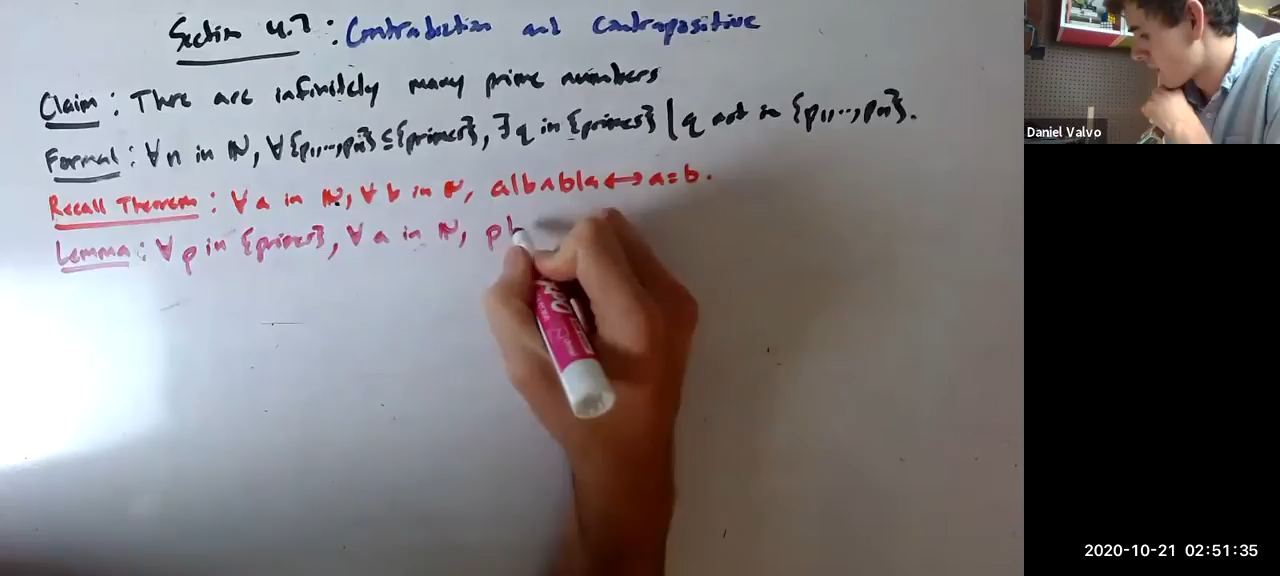 Section 4.7: Contradiction and contrapositive
Claim: There are infinitely many prime numbers
Formal: ∀n in ℕ, ∀{p₁,...,pₙ}⊆{primes}, ∃q in {primes} | q not in {p₁,...,pₙ}.
Recall Theorem: ∀a in ℕ, ∀b in ℕ, a|b∧b|a↔a=b.
Lemma: ∀p in {primes}, ∀a in ℕ, p|
Daniel Valvo
2020-10-21 02:51:35